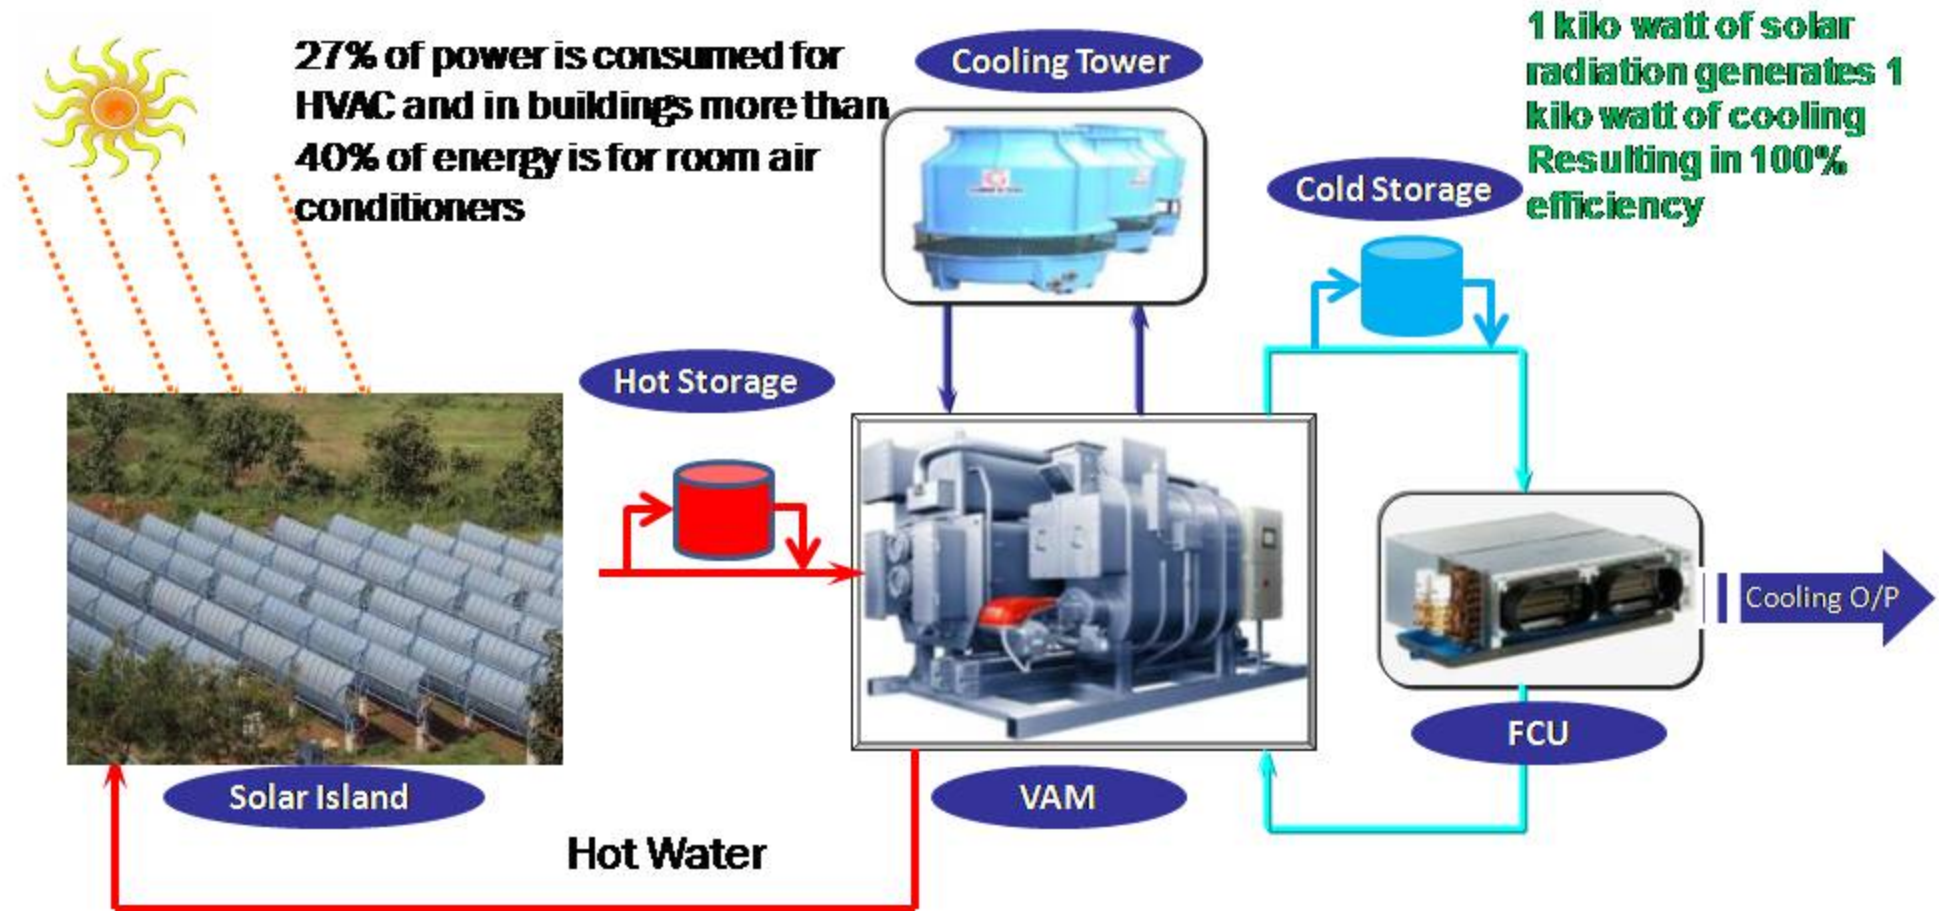 27% of power is consumed for
HVAC and in buildings more than
40% of energy is for room air
conditioners
Cooling Tower
1 kilo watt of solar
radiation generates 1
kilo watt of cooling
Resulting in 100%
efficiency
Cold Storage
Hot Storage
Cooling O/P
FCU
Solar Island
VAM
Hot Water